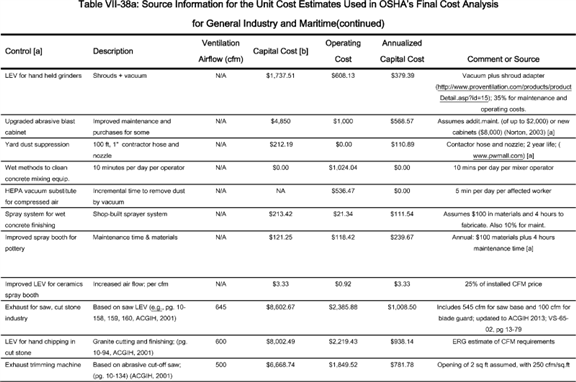 Table VII-38a: Source Information for the Unit Cost Estimates Used in OSHA's Final Cost Analysis
for General Industry and Maritime(continued)
Control [a] Description Ventilation Airflow (cfm) Capital Cost [b] Operating Cost Annualized Capital Cost Comment or Source
LEV for hand held grinders Shrouds + vacuum N/A $1,737.51 $608.13 $379.39 Vacuum plus shroud adapter
(http://www.proventilation.com/products/product
Detail.asp?id=15); 35% for maintenance and
operating costs.
Upgraded abrasive blast Improved maintenance and N/A $4,850 $1,000 $568.57 Assumes addit.maint. (of up to $2,000) or new
cabinet purchases for some cabinets ($8,000) (Norton, 2003) [a]
Yard dust suppression 100 ft, 1" contractor hose and N/A $212.19 $0.00 $110.89 Contactor hose and nozzle; 2 year life; (
nozzle www.pwmall.com) [a]
Wet methods to clean 10 minutes per day per operator N/A $0.00 $1,024.04 $0.00 10 mins per day per mixer operator
concrete mixing equip.
HEPA vacuum substitute Incremental time to remove dust NA $536.47 $0.00 5 min per day per affected worker
for compressed air by vacuum
Spray system for wet Shop-built sprayer system N/A $213.42 $21.34 $111.54 Assumes $100 in materials and 4 hours to
concrete finishing fabricate. Also 10% for maint.
Improved spray booth for Maintenance time & materials N/A $121.25 $118.42 $239.67 Annual: $100 materials plus 4 hours
pottery maintenance time [a]
Improved LEV for ceramics Increased air flow; per cfm N/A $3.33 $0.92 $3.33 25% of installed CFM price
spray booth
Exhaust for saw, cut stone Based on saw LEV (e.g., pg. 10- 645 $8,602.67 $2,385.88 $1,008.50 Includes 545 cfm for saw base and 100 cfm for
industry 158, 159, 160, ACGIH, 2001) blade guard; updated to ACGIH 2013; VS-65-
02, pg 13-79
LEV for hand chipping in Granite cutting and finishing; (pg. 600 $8,002.49 $2,219.43 $938.14 ERG estimate of CFM requirements
cut stone 10-94, ACGIH, 2001)
Exhaust trimming machine Based on abrasive cut-off saw; 500 $6,668.74 $1,849.52 $781.78 Opening of 2 sq ft assumed, with 250 cfm/sq.ft
(pg. 10-134) (ACGIH, 2001)